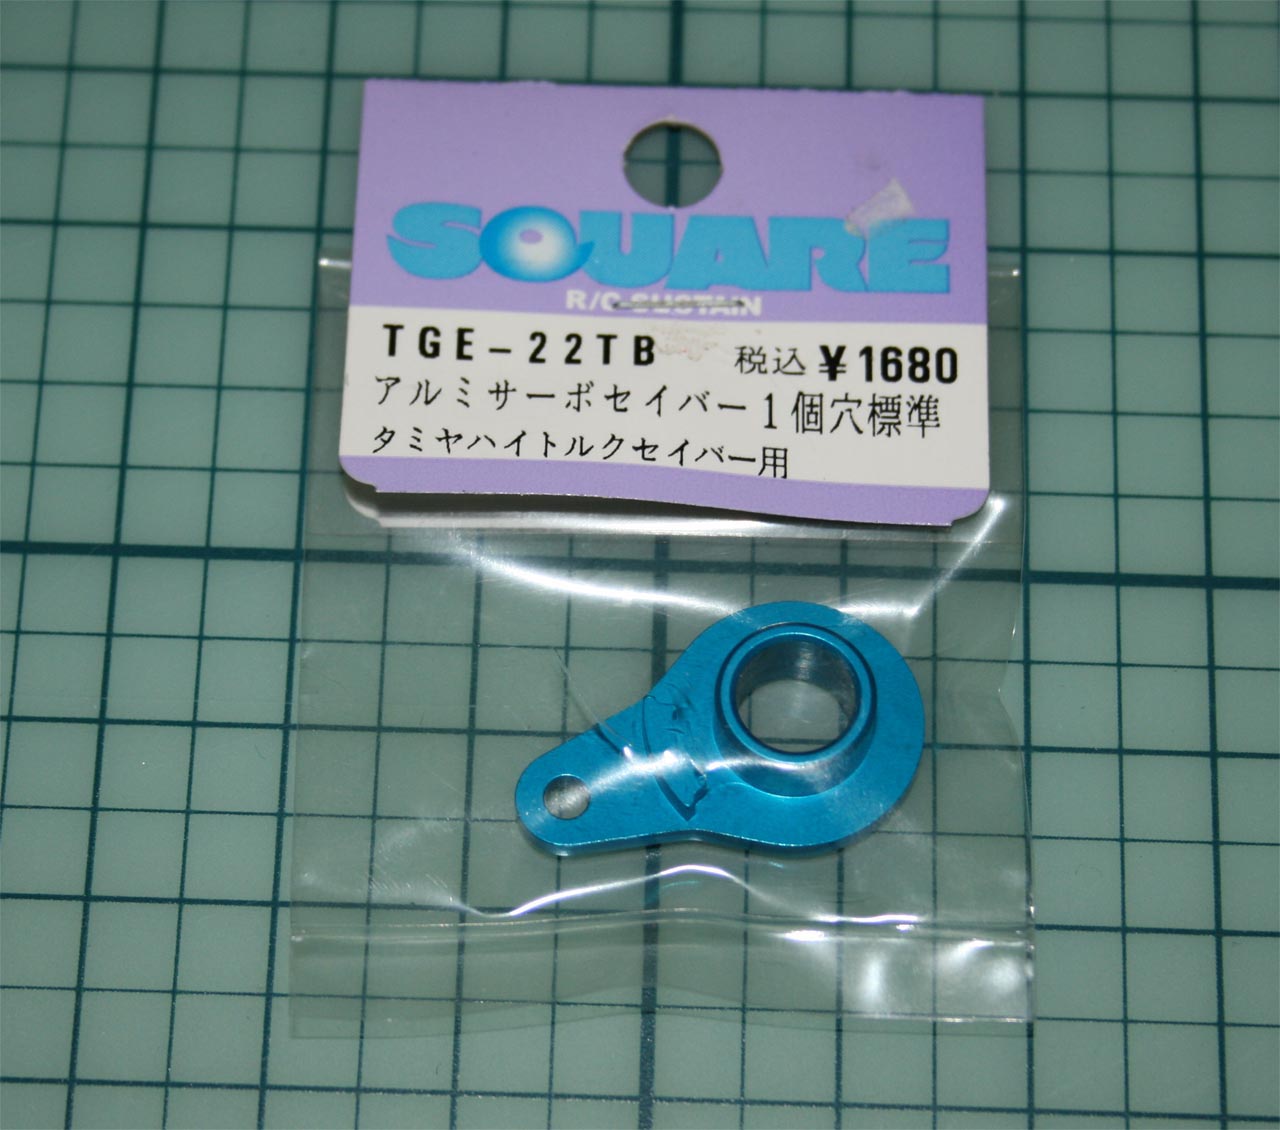 SQUARE
R/C SUSTAIN
TGE-22TB 税込 ¥1680
アルミサーボセイバー1個穴標準
タミヤハイトルクセイバー用